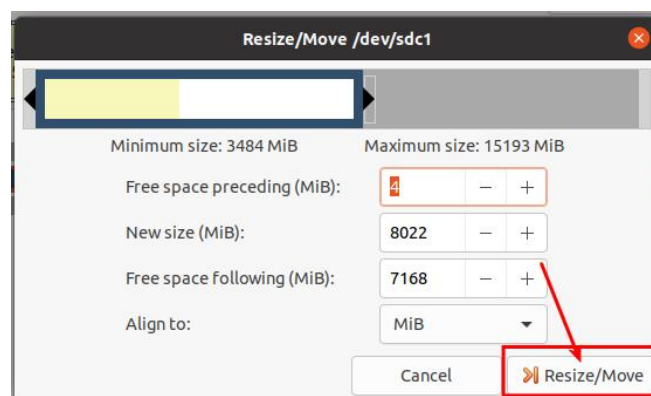 Resize/Move /dev/sdc1
Minimum size: 3484 MiB Maximum size: 15193 MiB
Free space preceding (MiB): 4 − +
New size (MiB): 8022 − +
Free space following (MiB): 7168 − +
Align to: MiB
Cancel Resize/Move